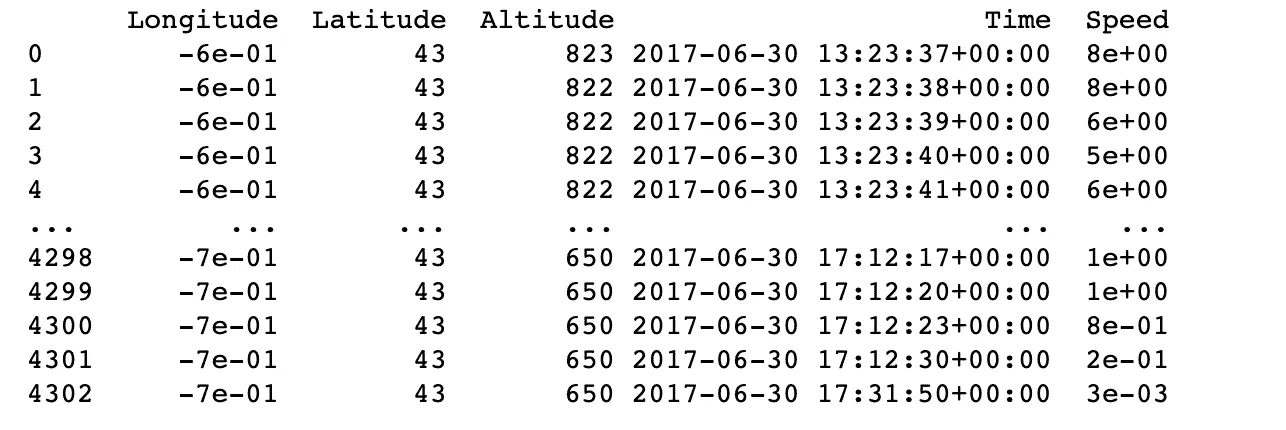 Longitude Latitude Altitude Time Speed
0 -6e-01 43 823 2017-06-30 13:23:37+00:00 8e+00
1 -6e-01 43 822 2017-06-30 13:23:38+00:00 8e+00
2 -6e-01 43 822 2017-06-30 13:23:39+00:00 6e+00
3 -6e-01 43 822 2017-06-30 13:23:40+00:00 5e+00
4 -6e-01 43 822 2017-06-30 13:23:41+00:00 6e+00
... ... ... ... ... ...
4298 -7e-01 43 650 2017-06-30 17:12:17+00:00 1e+00
4299 -7e-01 43 650 2017-06-30 17:12:20+00:00 1e+00
4300 -7e-01 43 650 2017-06-30 17:12:23+00:00 8e-01
4301 -7e-01 43 650 2017-06-30 17:12:30+00:00 2e-01
4302 -7e-01 43 650 2017-06-30 17:31:50+00:00 3e-03